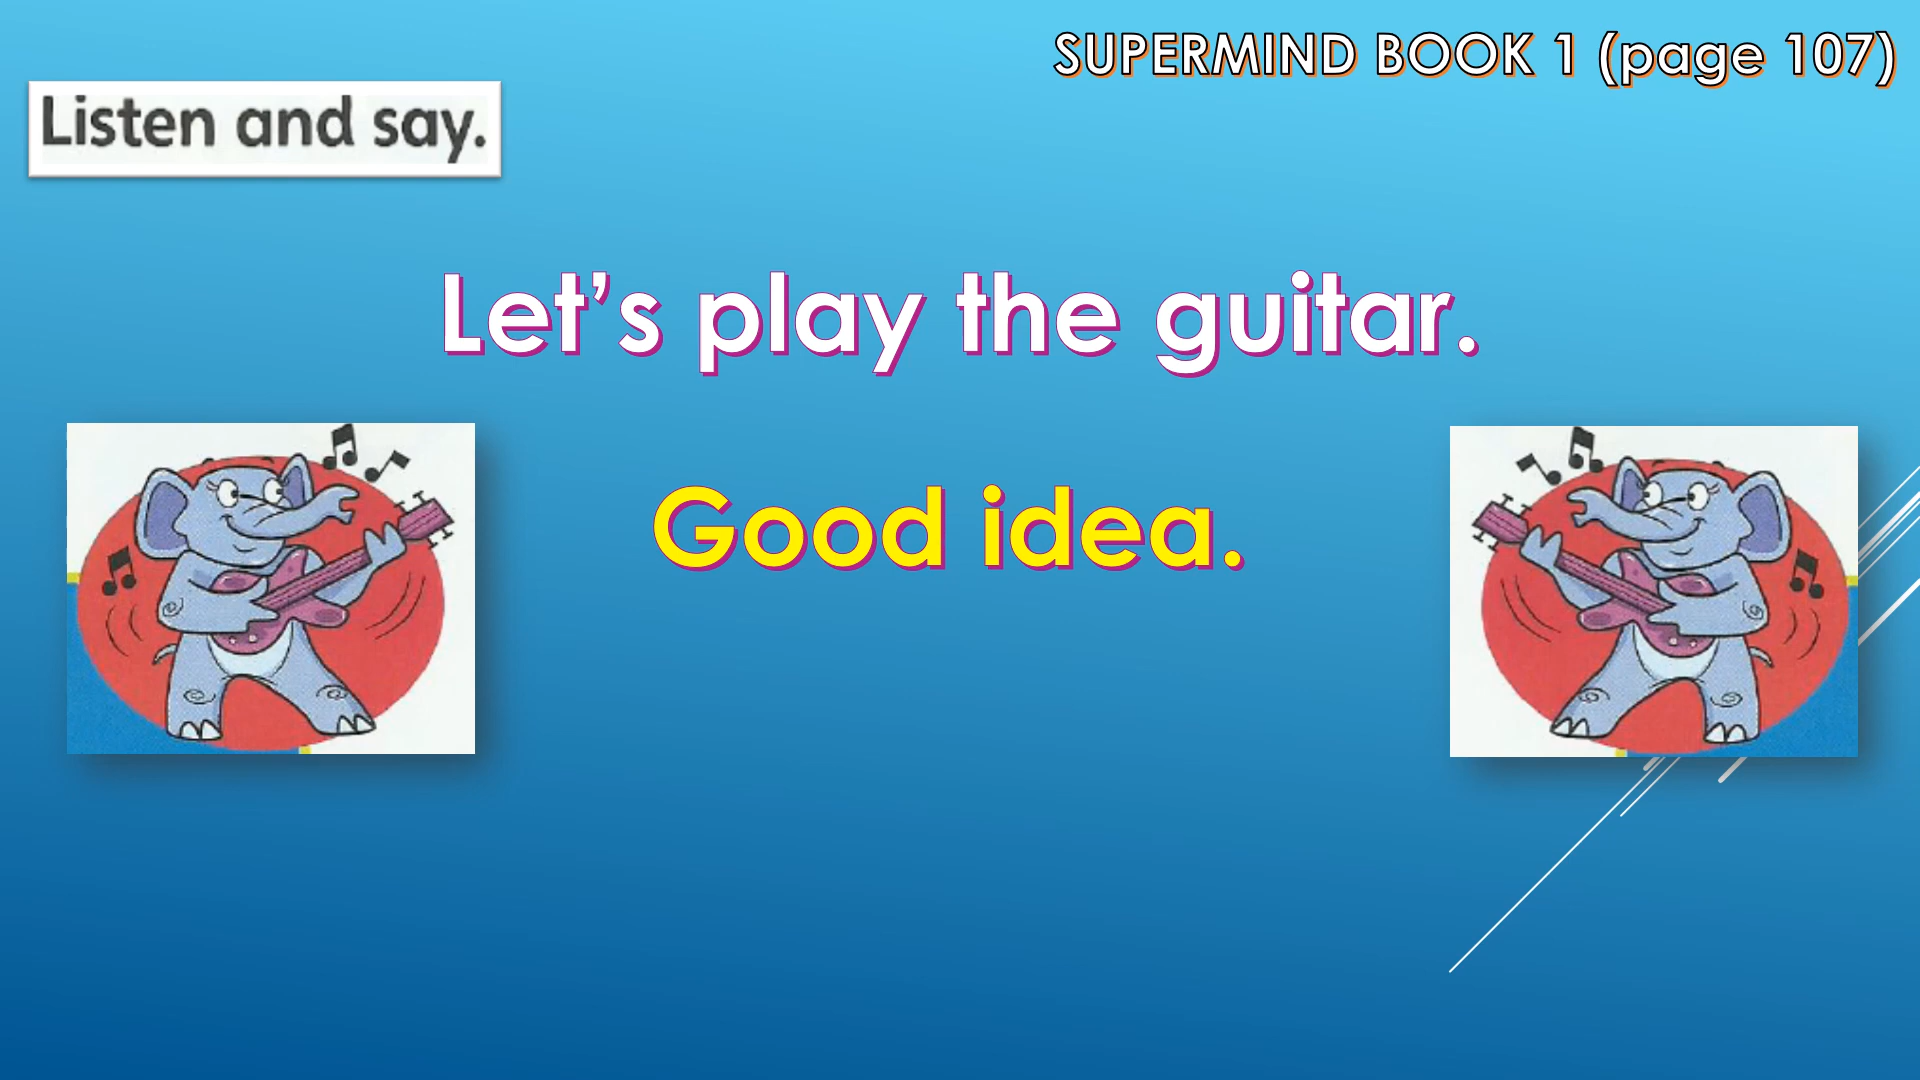 SUPERMIND BOOK 1 (page 107)
Listen and say.
Let’s play the guitar.
Good idea.